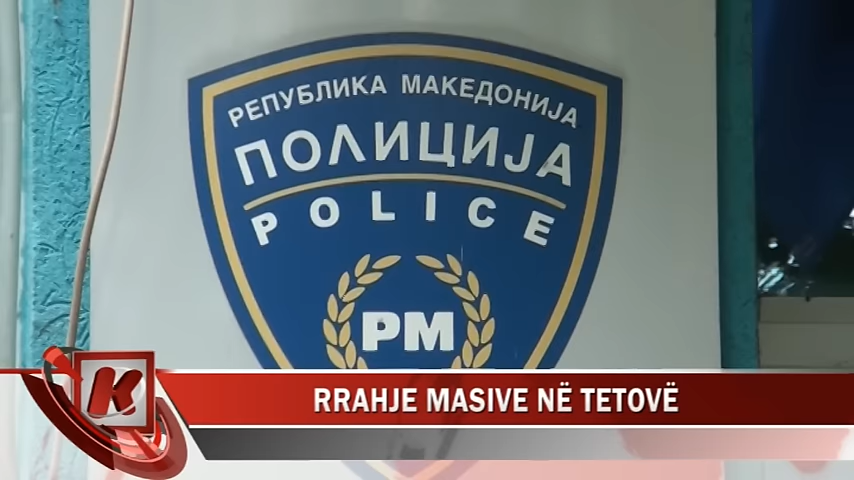 РЕПУБЛИКА МАКЕДОНИЈА
ПОЛИЦИЈА
POLICE
РМ
K
RRAHJE MASIVE NË TETOVË